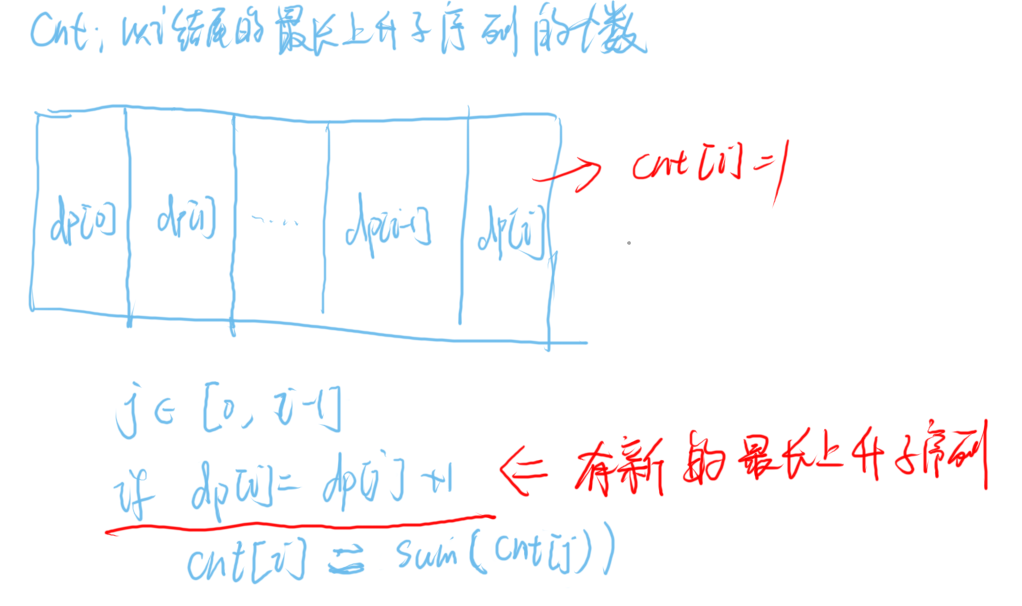 Cnt: 以i结尾的最长上升子序列的个数
dp[0] dp[1] ····· dp[i-1] dp[i] → cnt[i]=1
j∈[0, i-1]
if dp[i]= dp[j]+1 ⇐ 有新的最长上升子序列
cnt[i] = sum(cnt[j])